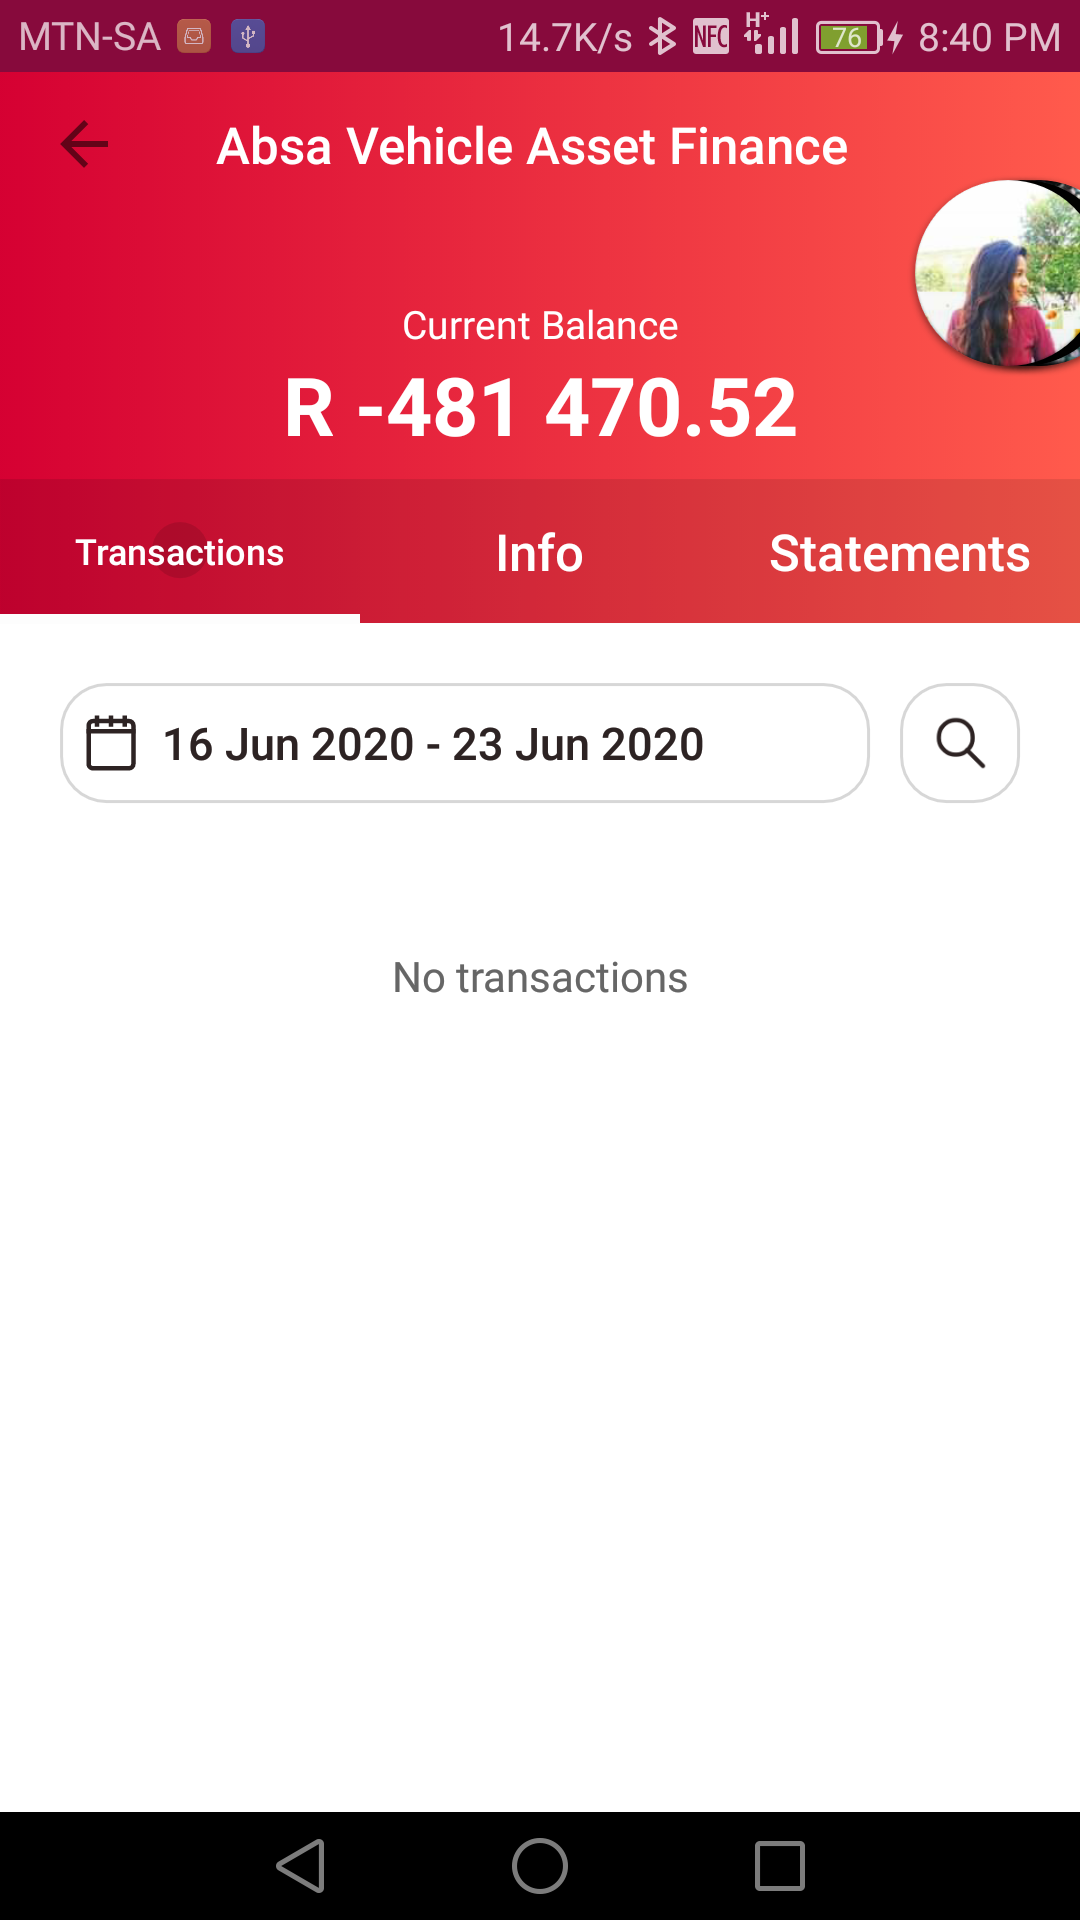 MTN-SA 14.7K/s NFC H+ 76 8:40 PM
Absa Vehicle Asset Finance
Current Balance
R -481 470.52
Transactions Info Statements
16 Jun 2020 - 23 Jun 2020
No transactions